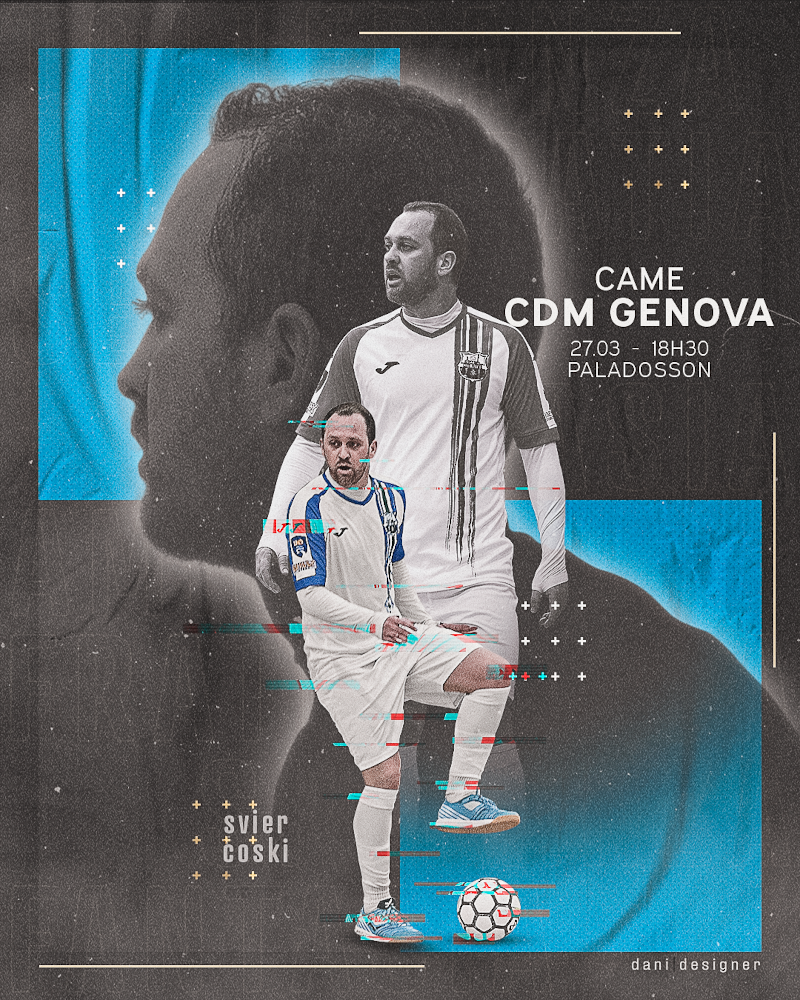 CAME
CDM GENOVA
27.03 - 18H30
PALADOSSON
svier
coski
dani designer